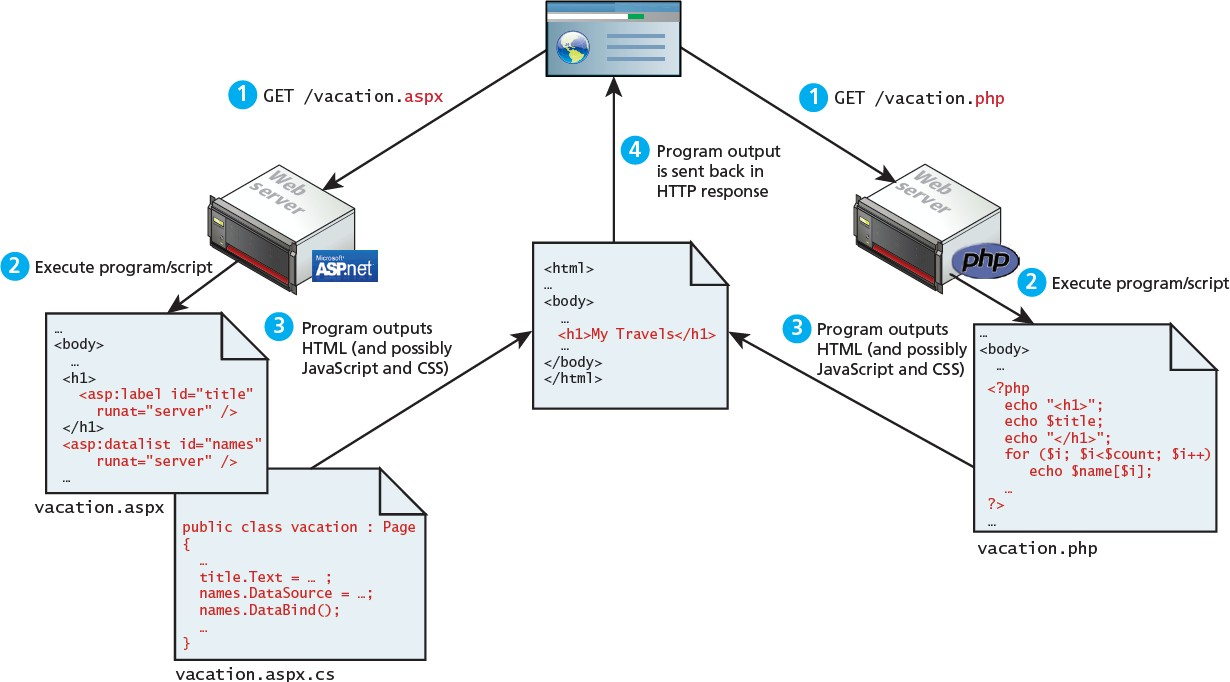 1 GET /vacation.aspx
1 GET /vacation.php
4 Program output
is sent back in
HTTP response
Web
server
Microsoft
ASP.net
2 Execute program/script
Web
server
php
2 Execute program/script
<html>
…
<body>
…
<h1>My Travels</h1>
…
</body>
</html>
3 Program outputs
HTML (and possibly
JavaScript and CSS)
3 Program outputs
HTML (and possibly
JavaScript and CSS)
…
<body>
…
<h1>
<asp:label id="title"
runat="server" />
</h1>
<asp:datalist id="names"
runat="server" />
…
vacation.aspx
public class vacation : Page
{
…
title.Text = … ;
names.DataSource = …;
names.DataBind();
…
}
vacation.aspx.cs
…
<body>
…
<?php
echo "<h1>";
echo $title;
echo "</h1>";
for ($i; $i<$count; $i++)
echo $name[$i];
…
?>
…
vacation.php